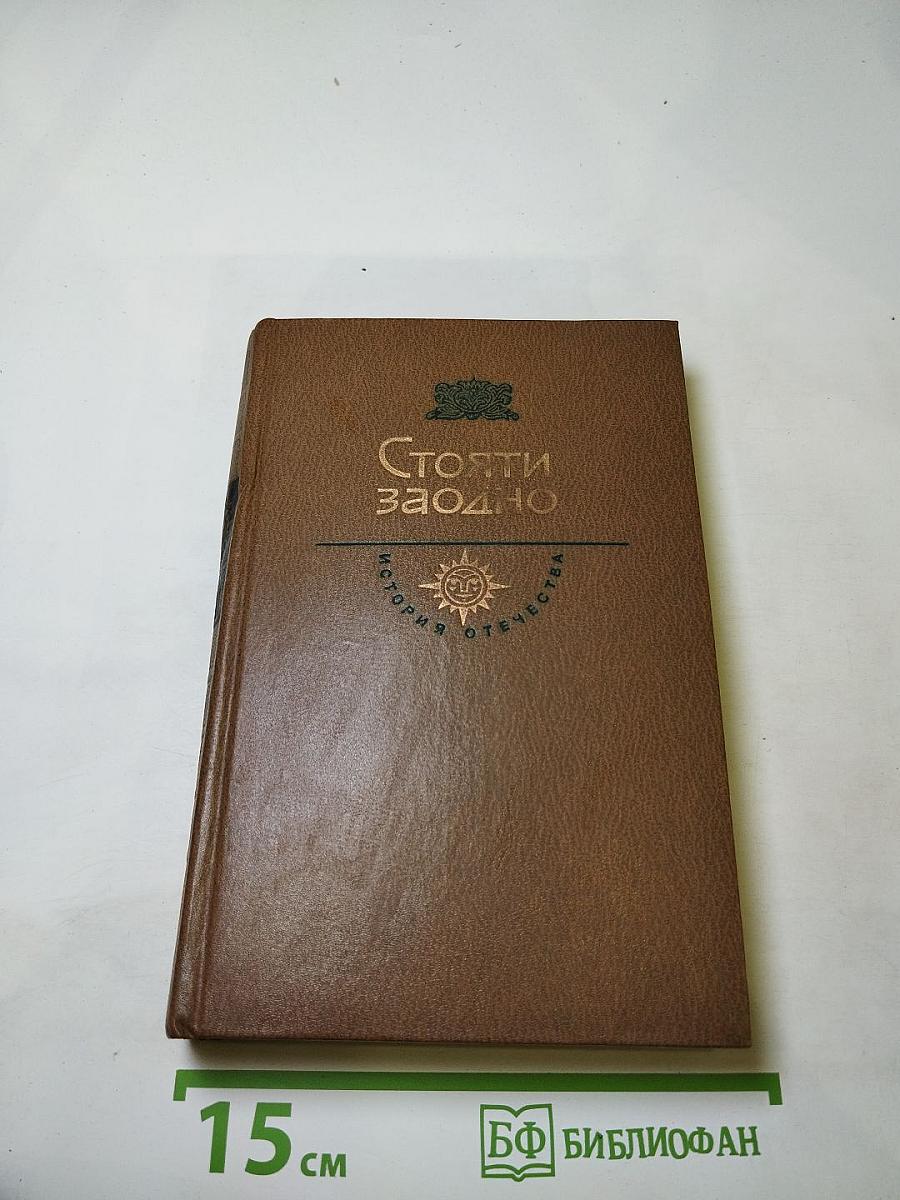 Стояти
заодно
ИСТОРИЯ ОТЕЧЕСТВА
15 см
БФ БИБЛИОФАН